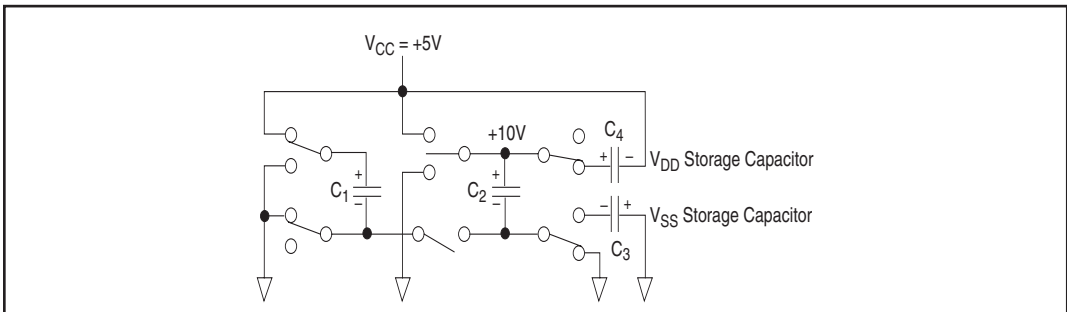 VCC = +5V
+10V
C4
+ –
VDD Storage Capacitor
+
C1
–
+
C2
–
– +
VSS Storage Capacitor
C3